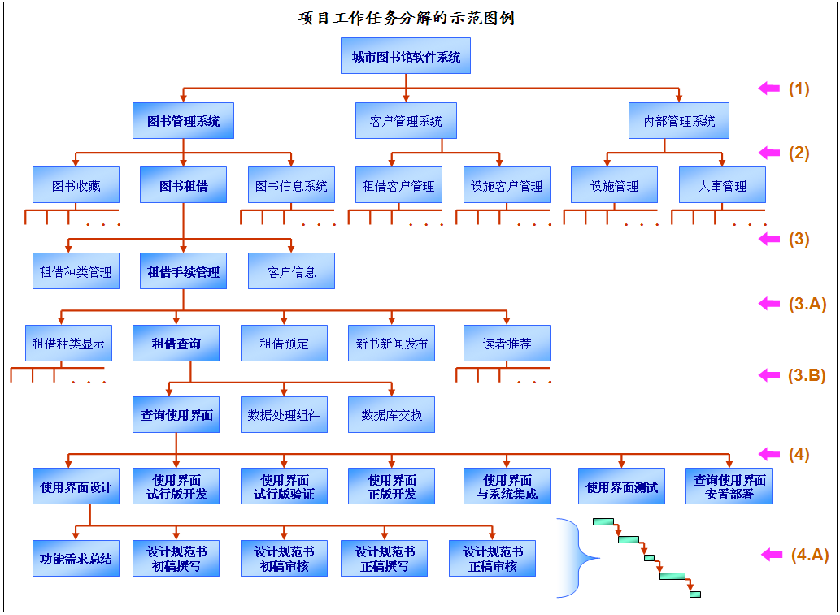 项目工作任务分解的示范图例
城市图书馆软件系统
(1)
图书管理系统
客户管理系统
内部管理系统
(2)
图书收藏
图书租借
图书信息系统
租借客户管理
设施客户管理
设施管理
人事管理
(3)
租借种类管理
租借手续管理
客户信息
(3.A)
租借种类显示
租借查询
租借预定
新书新闻发布
读者推荐
(3.B)
查询使用界面
数据处理组件
数据库交换
(4)
使用界面设计
使用界面
试行版开发
使用界面
试行版验证
使用界面
正版开发
使用界面
与系统集成
使用界面测试
查询使用界面
安置部署
功能需求总结
设计规范书
初稿撰写
设计规范书
初稿审核
设计规范书
正稿撰写
设计规范书
正稿审核
(4.A)